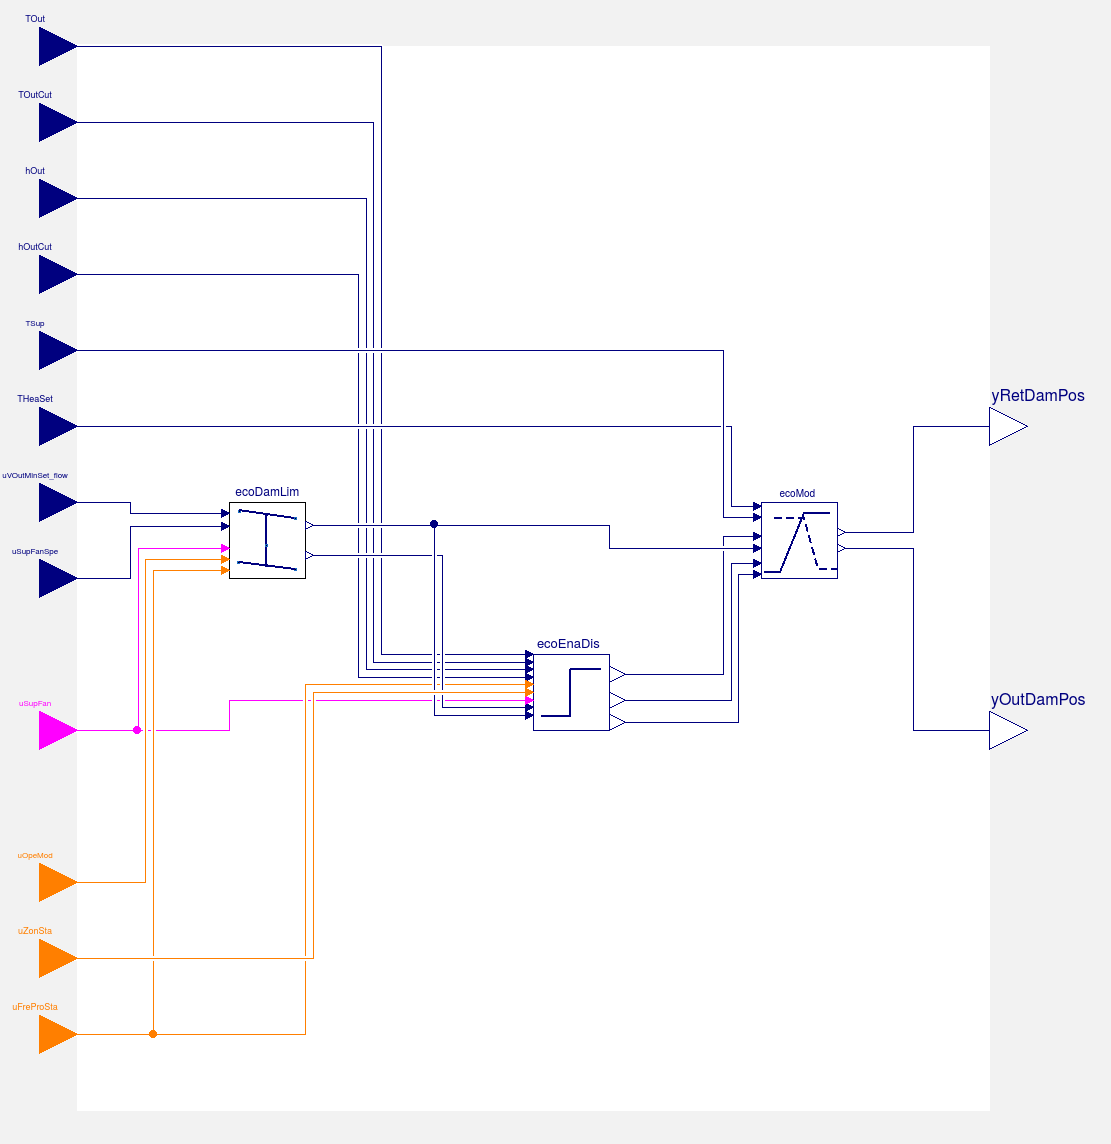 TOut
TOutCut
hOut
hOutCut
TSup
THeaSet
yRetDamPos
uVOutMinSet_flow
ecoDamLim
ecoMod
uSupFanSpe
ecoEnaDis
uSupFan
yOutDamPos
uOpeMod
uZonSta
uFreProSta